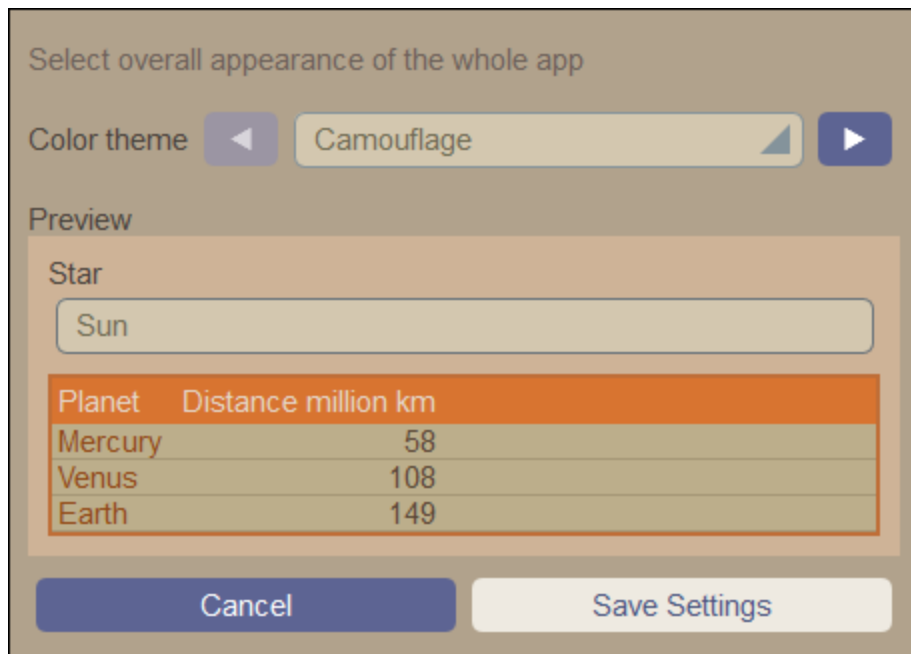 Select overall appearance of the whole app
Color theme Camouflage
Preview
Star
Sun
Planet Distance million km
Mercury 58
Venus 108
Earth 149
Cancel Save Settings